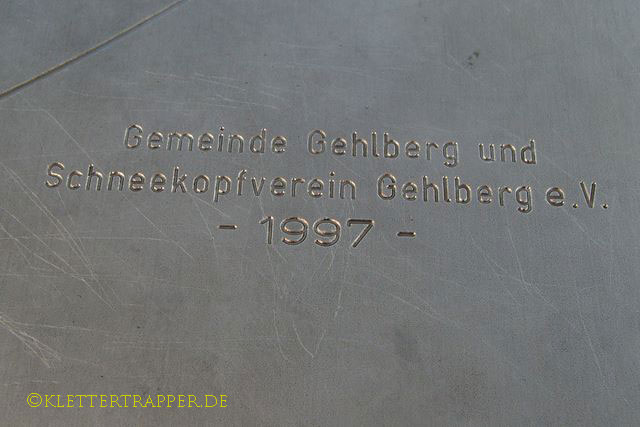 Gemeinde Gehlberg und
Schneekopfverein Gehlberg e.V.
- 1997 -
©KLETTERTRAPPER.DE